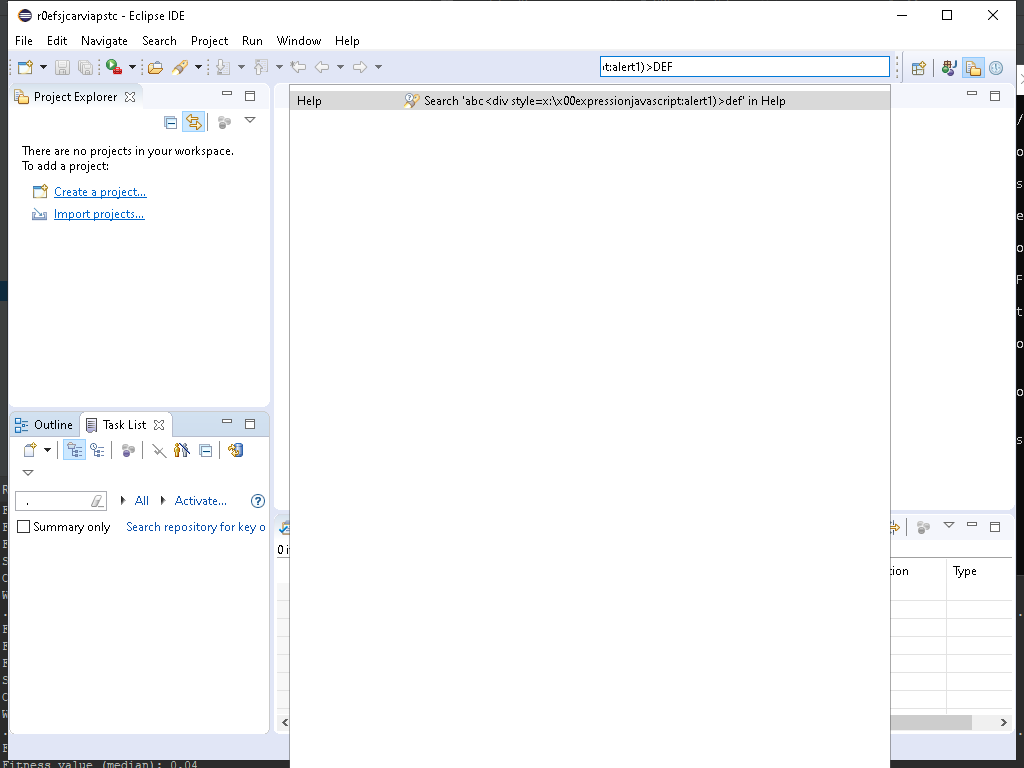 r0efsjcarviapstc - Eclipse IDE
File Edit Navigate Search Project Run Window Help
t:alert1)>DEF
Project Explorer
Help Search 'abc<div style=x:\x00expressionjavascript:alert1)>def' in Help
There are no projects in your workspace.
To add a project:
Create a project...
Import projects...
Outline Task List
All Activate...
Summary only Search repository for key o
0 i
tion Type
Fitness value (median): 0.04